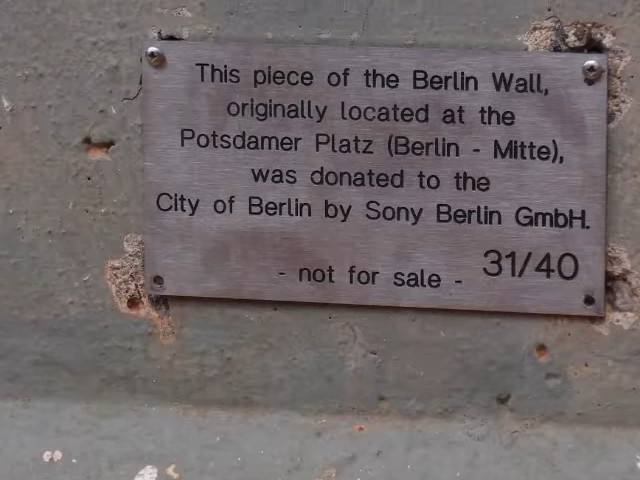 This piece of the Berlin Wall,
originally located at the
Potsdamer Platz (Berlin - Mitte),
was donated to the
City of Berlin by Sony Berlin GmbH.
- not for sale - 31/40